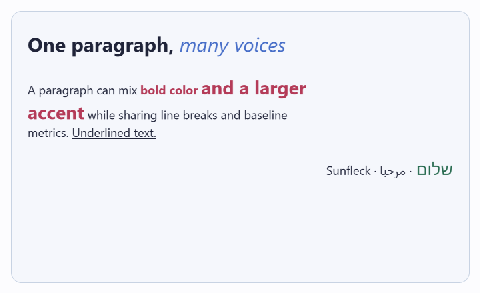 One paragraph, many voices
A paragraph can mix bold color and a larger
accent while sharing line breaks and baseline
metrics. Underlined text.
שלום · مرحبا · Sunfleck